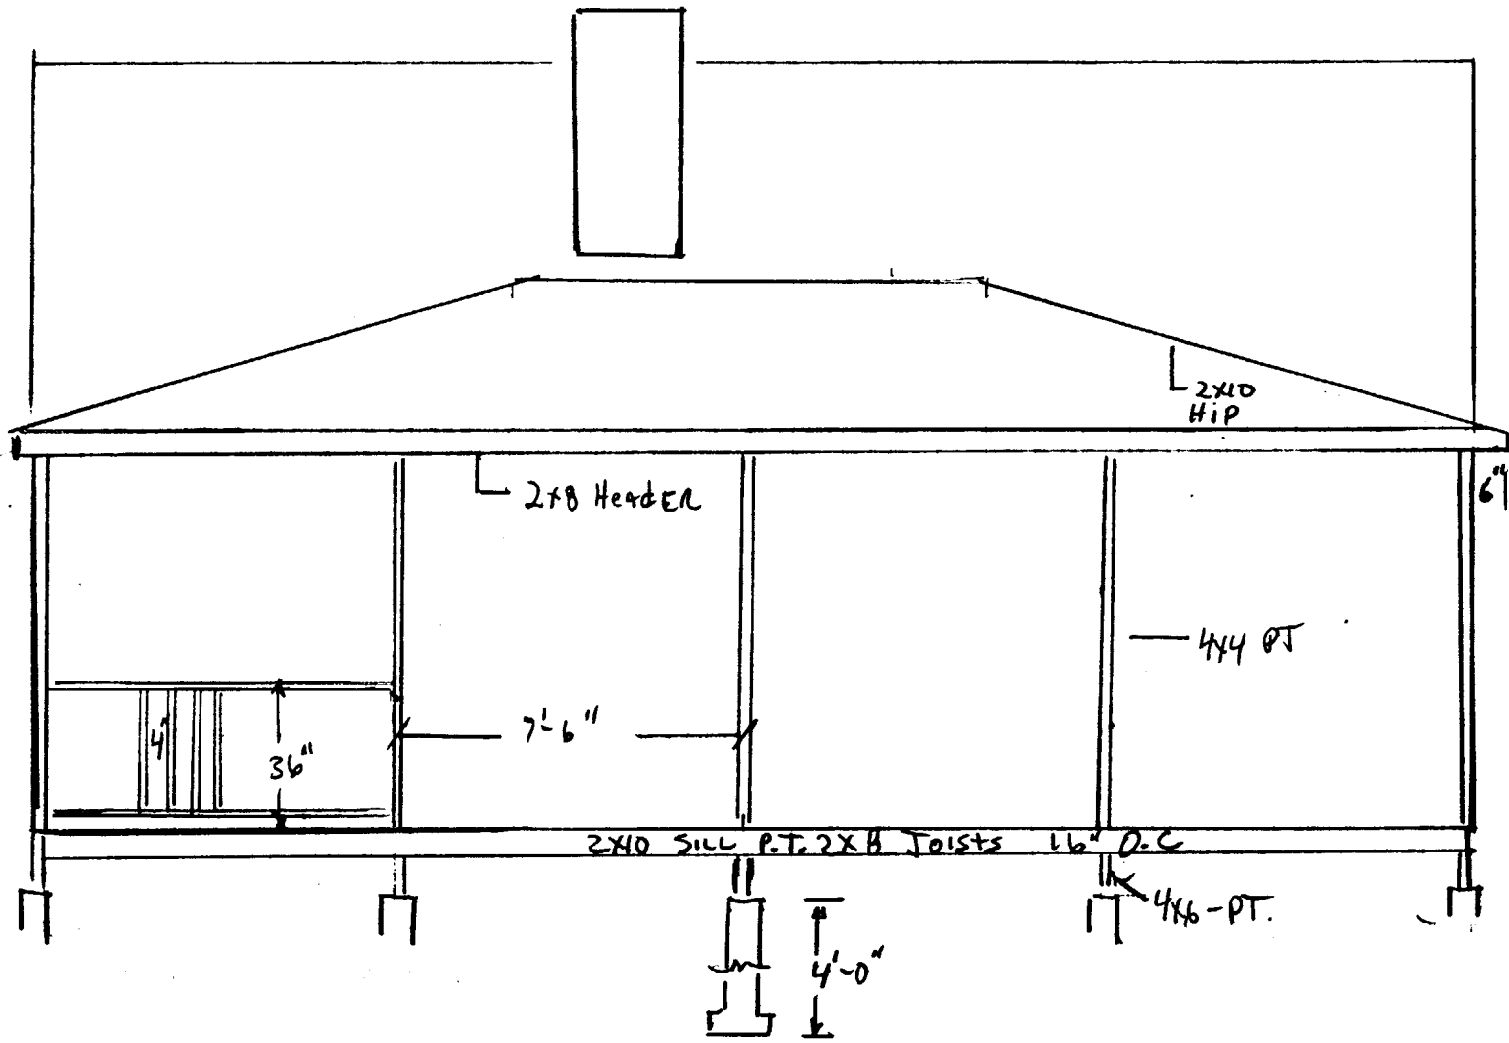 2x10
HiP
2x8 HeadER
6"
4x4 PT
7'-6"
4"
36"
2x10 SILL P.T. 2x8 JOISTS 16" O.C
4x6-PT.
4'-0"